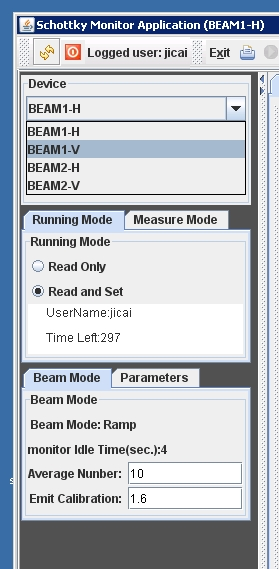 Schottky Monitor Application (BEAM1-H)
Logged user: jicai Exit
Device
BEAM1-H
BEAM1-H
BEAM1-V
BEAM2-H
BEAM2-V
Running Mode Measure Mode
Running Mode
Read Only
Read and Set
UserName:jicai
Time Left:297
Beam Mode Parameters
Beam Mode
Beam Mode: Ramp
monitor Idle Time(sec.):4
Average Nunber: 10
Emit Calibration: 1.6